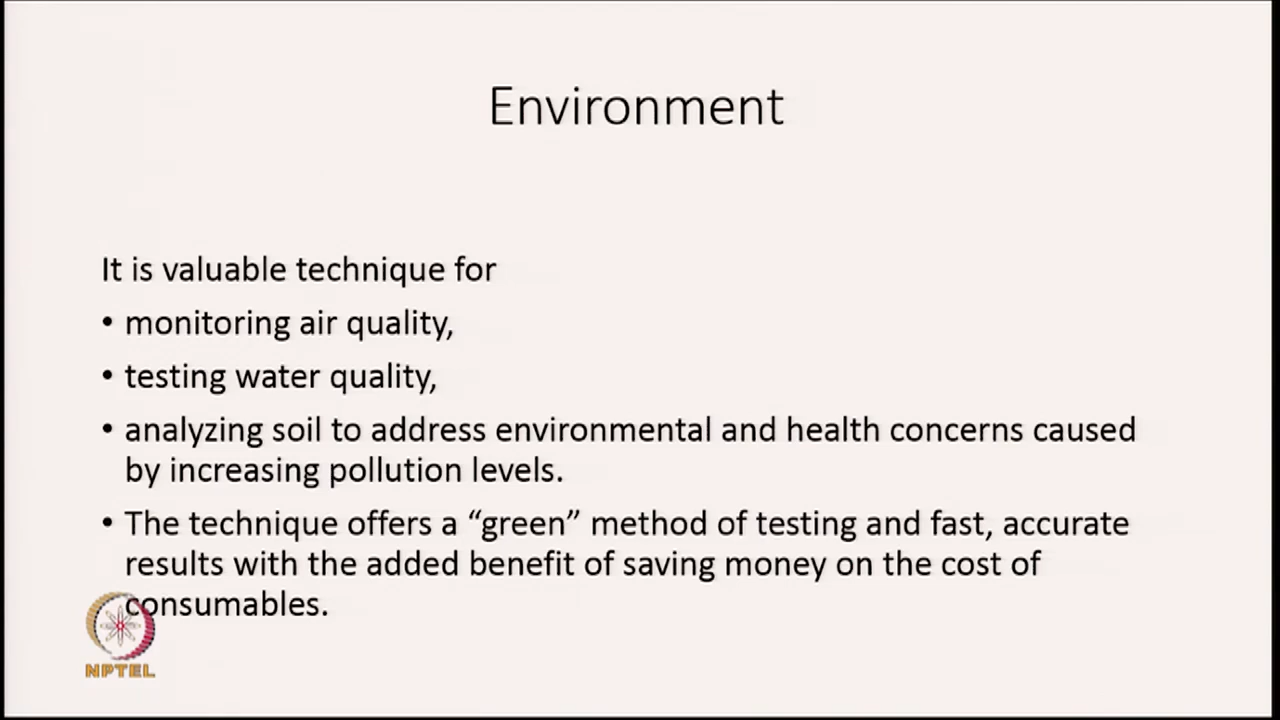 Environment
It is valuable technique for
• monitoring air quality,
• testing water quality,
• analyzing soil to address environmental and health concerns caused
by increasing pollution levels.
• The technique offers a “green” method of testing and fast, accurate
results with the added benefit of saving money on the cost of
consumables.
NPTEL